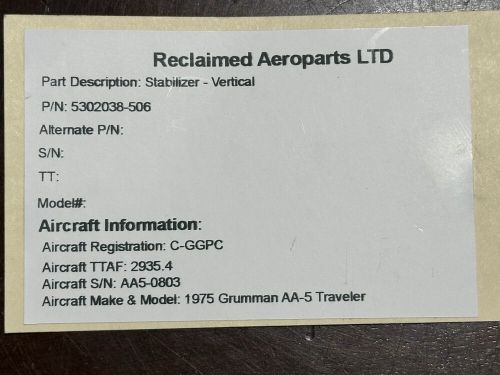 Reclaimed Aeroparts LTD
Part Description: Stabilizer - Vertical
P/N: 5302038-506
Alternate P/N:
S/N:
TT:
Model#:
Aircraft Information:
Aircraft Registration: C-GGPC
Aircraft TTAF: 2935.4
Aircraft S/N: AA5-0803
Aircraft Make & Model: 1975 Grumman AA-5 Traveler